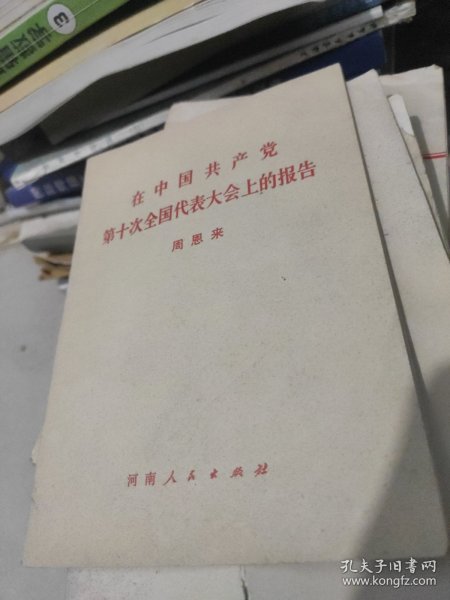 在中国共产党
第十次全国代表大会上的报告
周恩来
河南人民出版社
孔夫子旧书网
www.kongfz.com